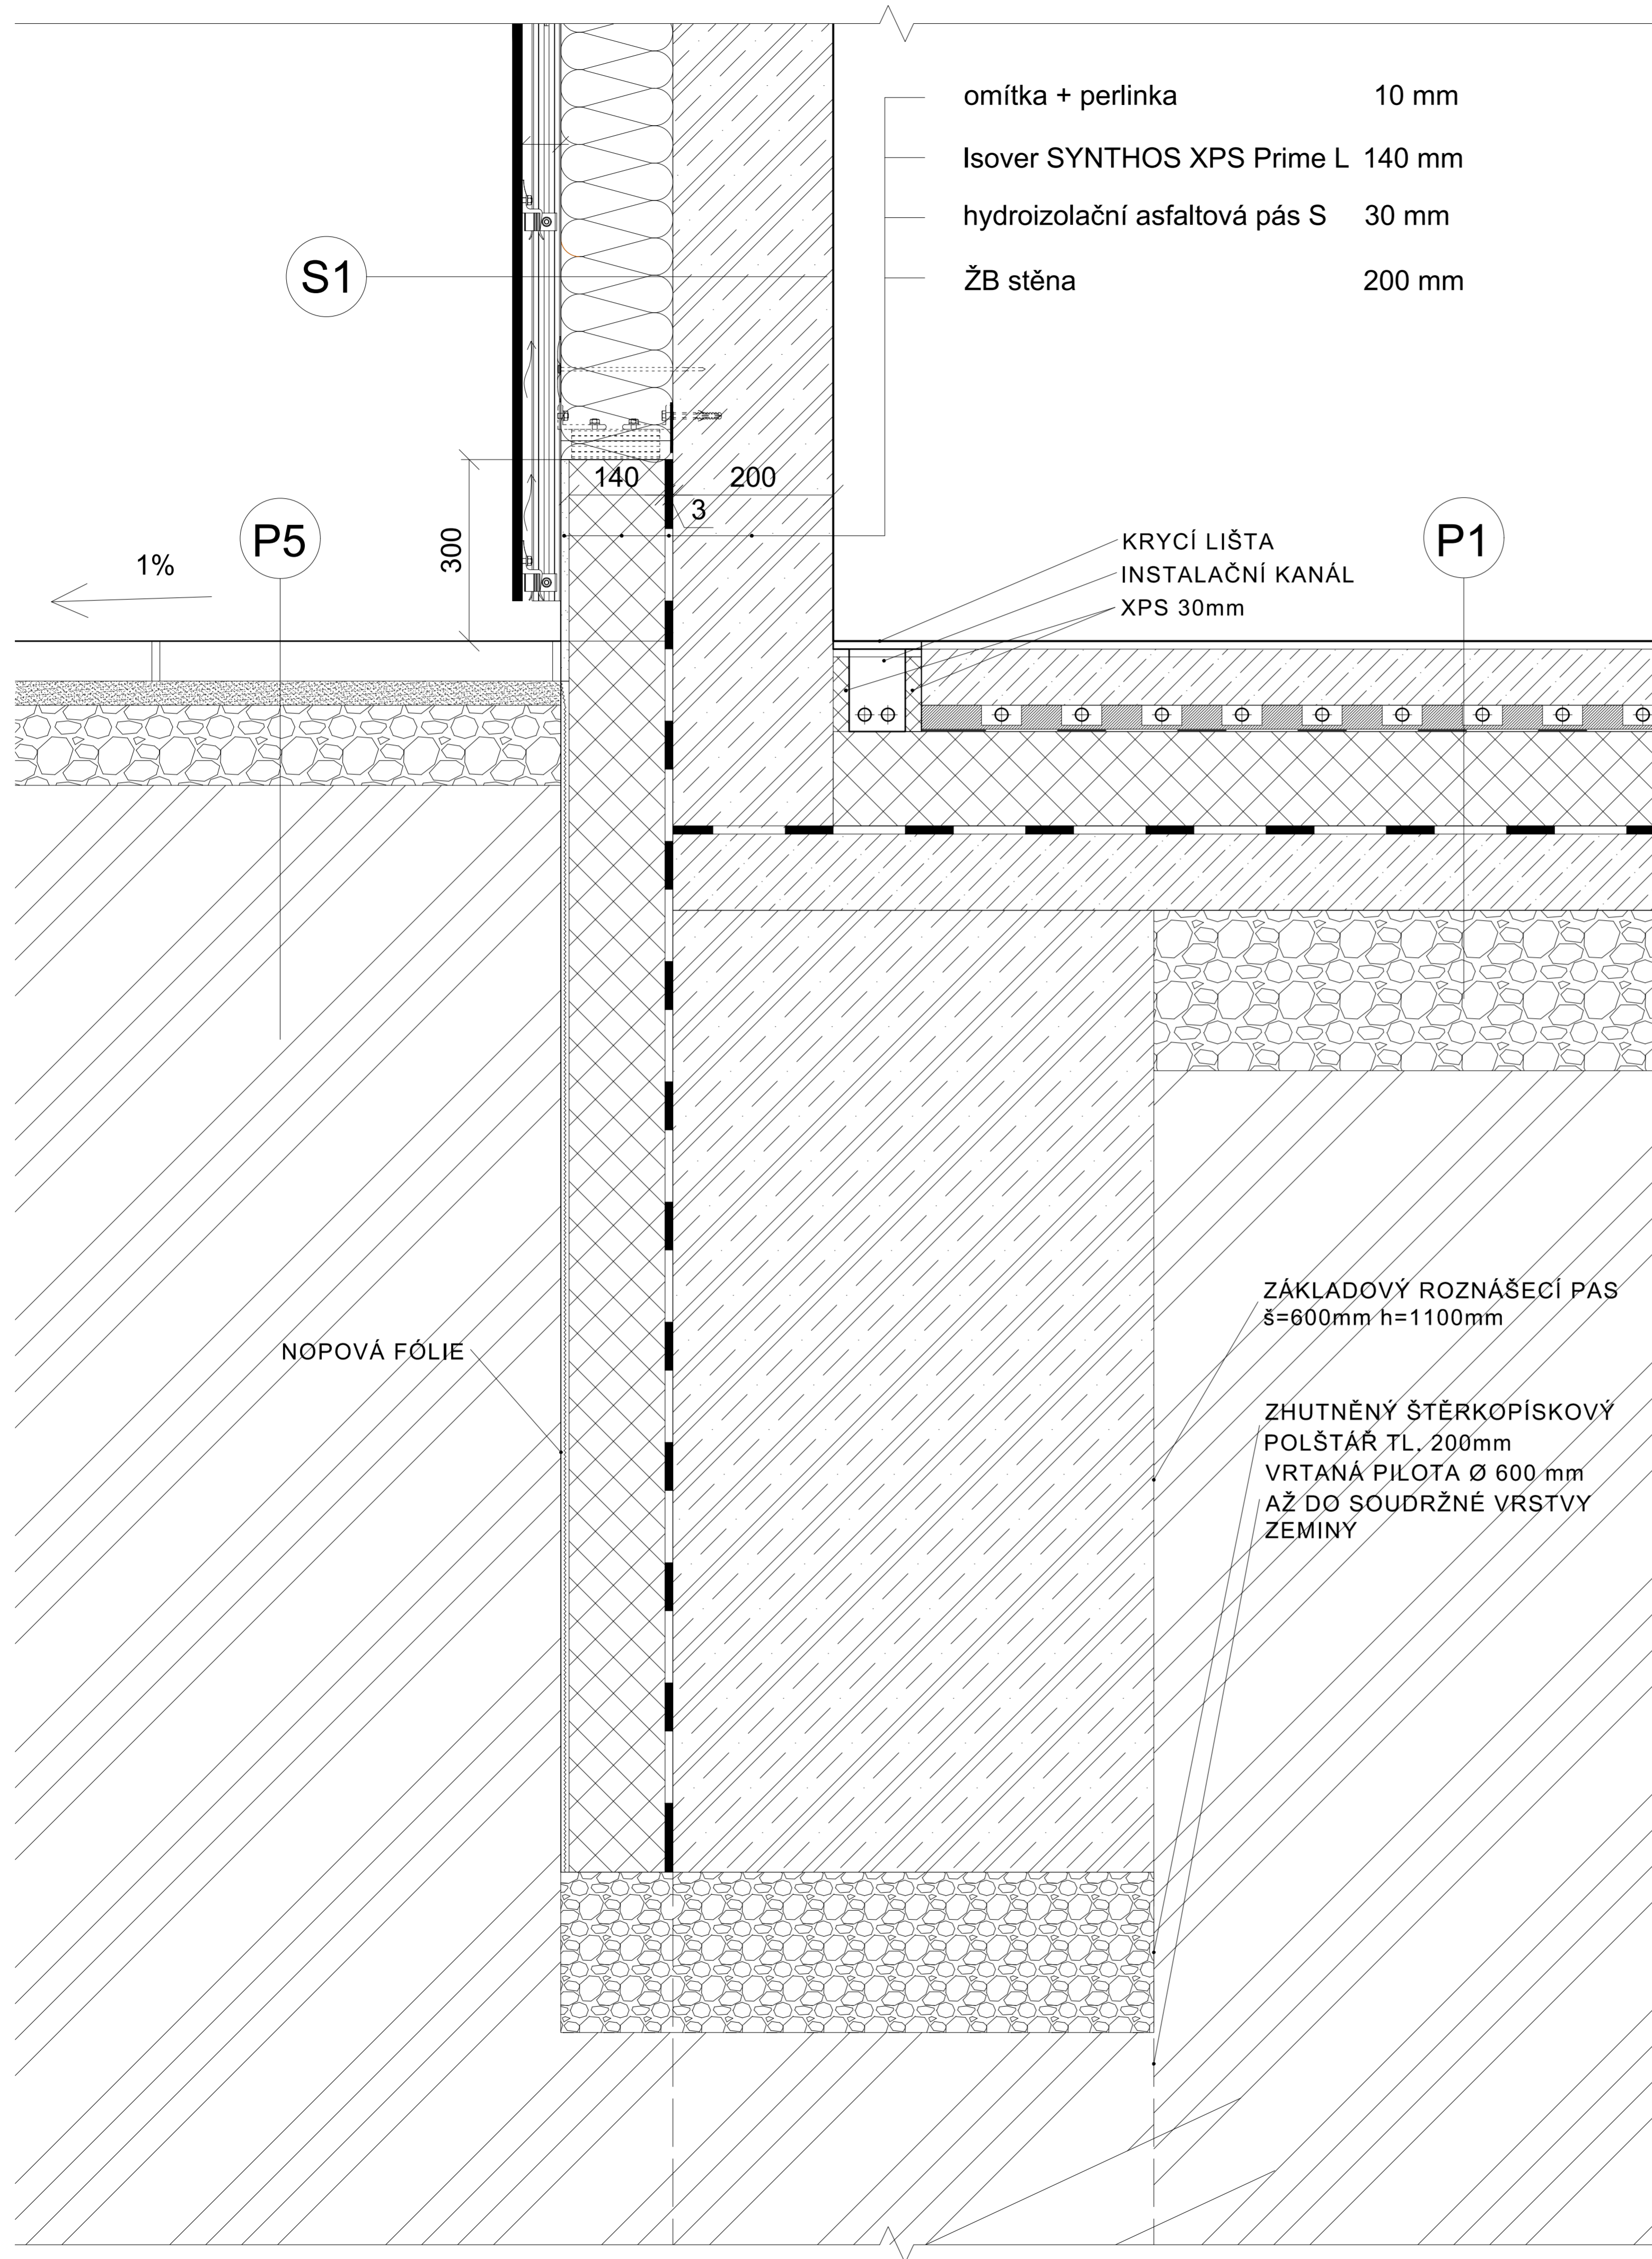 omítka + perlinka 10 mm
Isover SYNTHOS XPS Prime L 140 mm
hydroizolační asfaltová pás S 30 mm
ŽB stěna 200 mm
S1
140 200
3
300
P5
1%
KRYCÍ LIŠTA
INSTALAČNÍ KANÁL
XPS 30mm
P1
ZÁKLADOVÝ ROZNÁŠECÍ PAS
š=600mm h=1100mm
NOPOVÁ FÓLIE
ZHUTNĚNÝ ŠTĚRKOPÍSKOVÝ
POLŠTÁŘ TL. 200mm
VRTANÁ PILOTA Ø 600 mm
AŽ DO SOUDRŽNÉ VRSTVY
ZEMINY